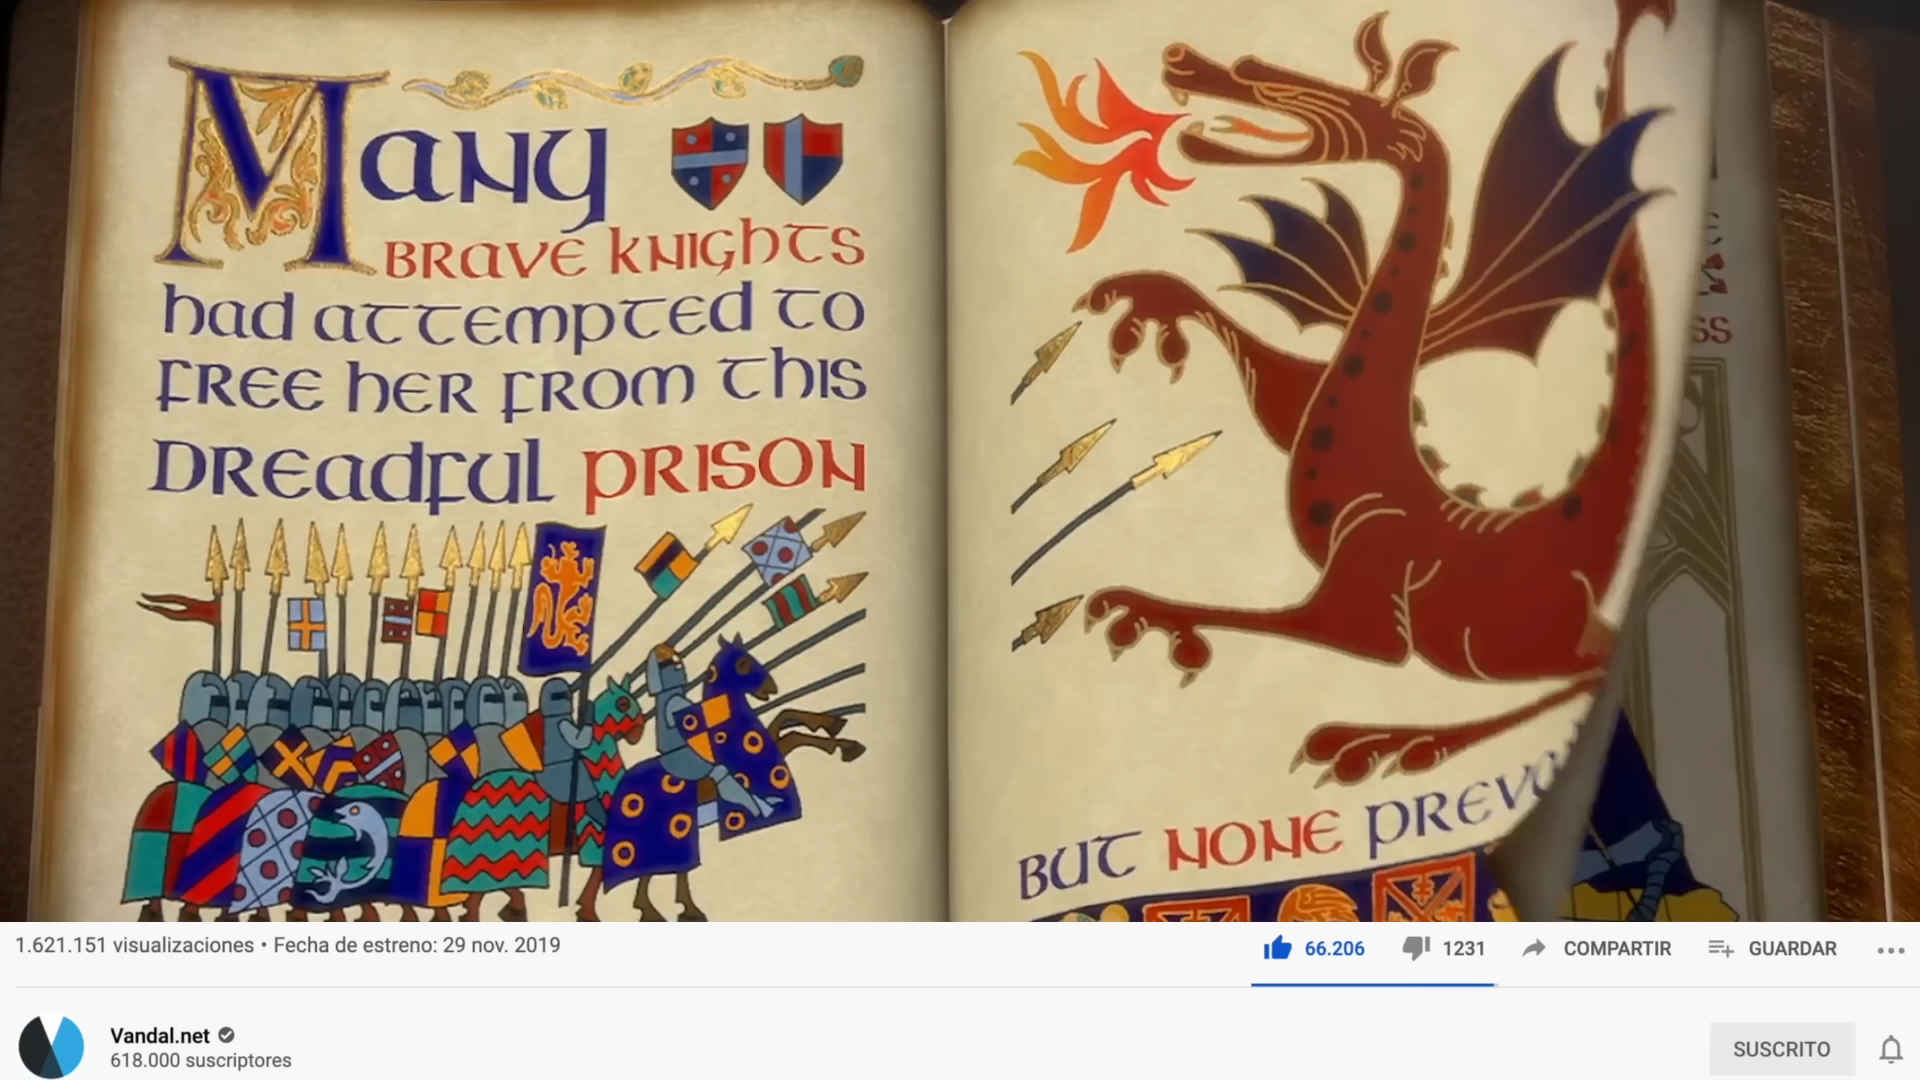 Many
BRAVE KNIGHTS
had attempted to
FREE HER FROM THIS
DREADFUL PRISON
BUT NONE
SS
1.621.151 visualizaciones • Fecha de estreno: 29 nov. 2019
66.206
1231
COMPARTIR
GUARDAR
Vandal.net
618.000 suscriptores
SUSCRITO